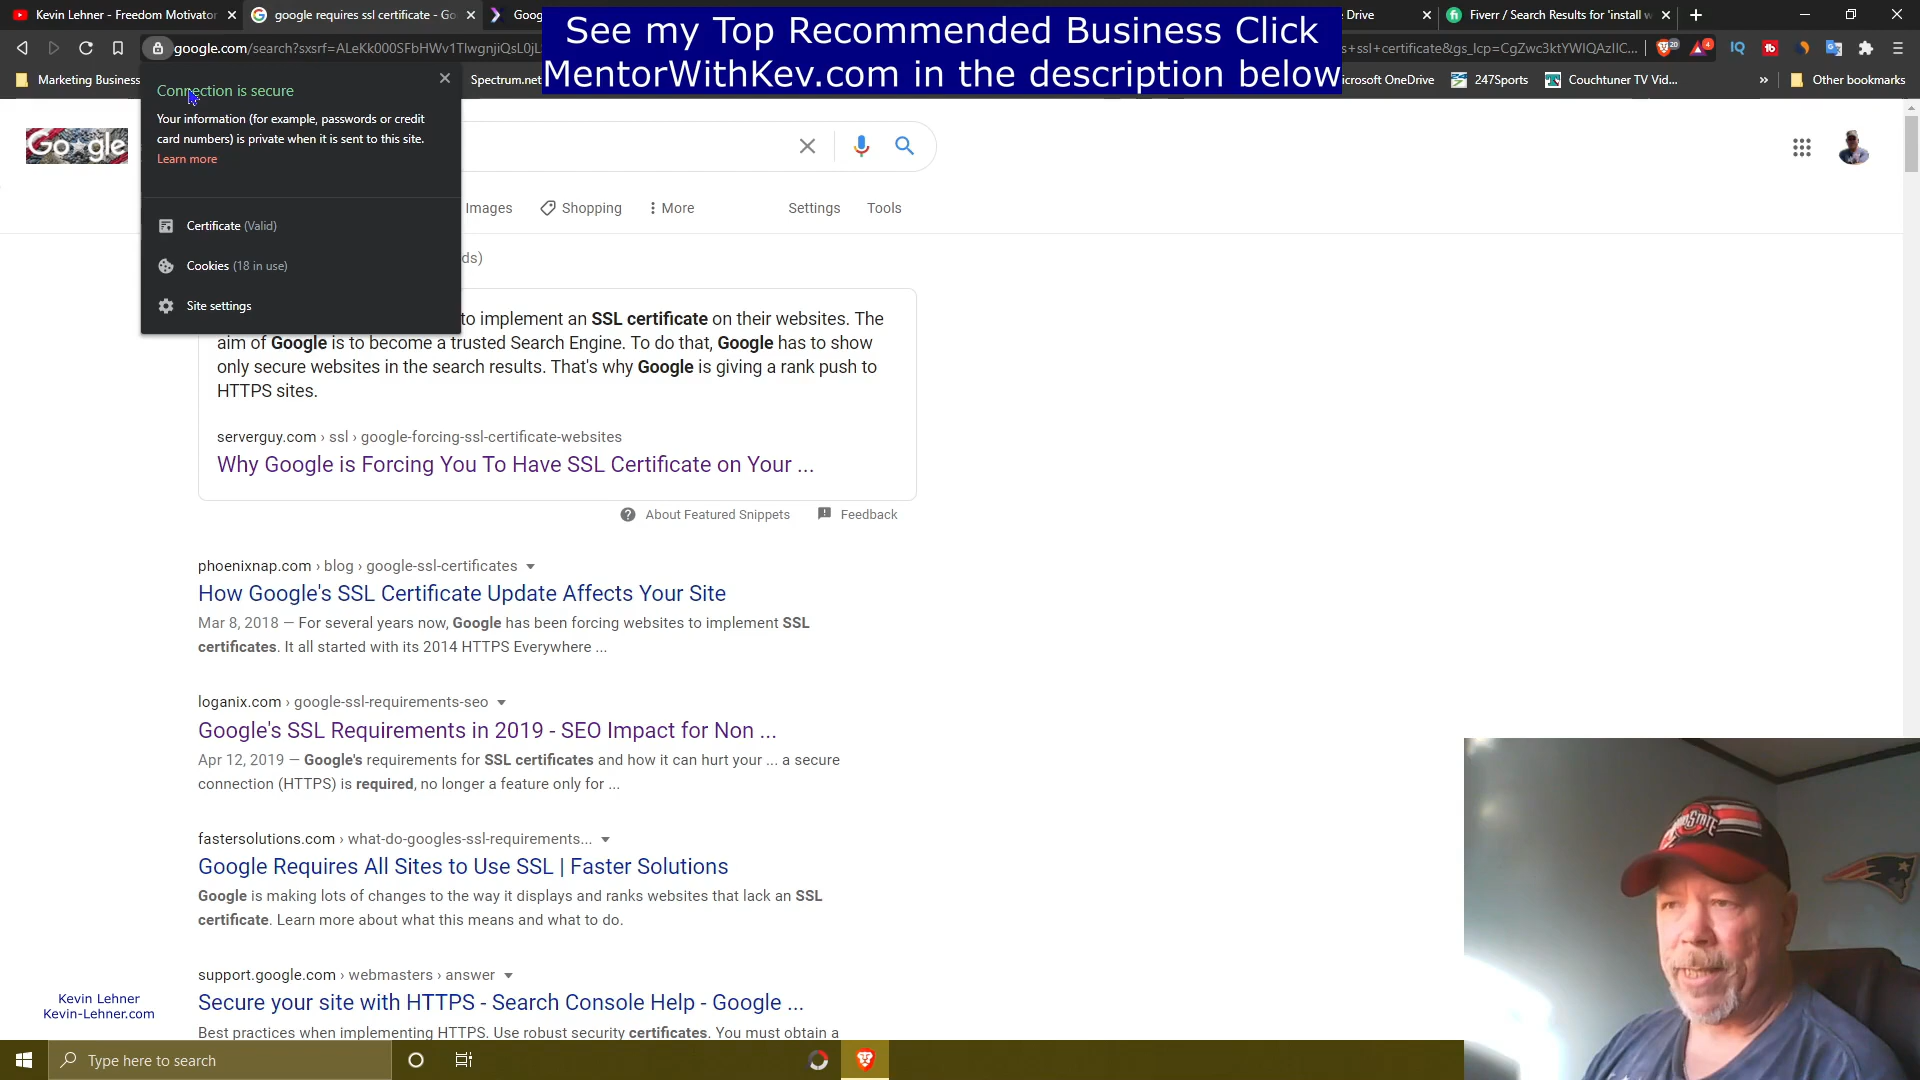 Kevin Lehner - Freedom Motivator
google requires ssl certificate - Go
Goog
Drive
Fiverr / Search Results for 'install w
See my Top Recommended Business Click
MentorWithKev.com in the description below
google.com/search?sxsrf=ALeKk000SFbHWv1TlwgnjiQsL0jL
s+ssl+certificate&gs_lcp=CgZwc3ktYWIQAzIIC...
20
4
IQ
Marketing Business
Spectrum.net
icrosoft OneDrive
247Sports
Couchtuner TV Vid...
»
Other bookmarks
Connection is secure
Your information (for example, passwords or credit
card numbers) is private when it is sent to this site.
Learn more
Certificate (Valid)
Cookies (18 in use)
Site settings
Google
Images
Shopping
More
Settings
Tools
ds)
to implement an SSL certificate on their websites. The
aim of Google is to become a trusted Search Engine. To do that, Google has to show
only secure websites in the search results. That's why Google is giving a rank push to
HTTPS sites.
serverguy.com › ssl › google-forcing-ssl-certificate-websites
Why Google is Forcing You To Have SSL Certificate on Your ...
About Featured Snippets
Feedback
phoenixnap.com › blog › google-ssl-certificates
How Google's SSL Certificate Update Affects Your Site
Mar 8, 2018 — For several years now, Google has been forcing websites to implement SSL
certificates. It all started with its 2014 HTTPS Everywhere ...
loganix.com › google-ssl-requirements-seo
Google's SSL Requirements in 2019 - SEO Impact for Non ...
Apr 12, 2019 — Google's requirements for SSL certificates and how it can hurt your ... a secure
connection (HTTPS) is required, no longer a feature only for ...
fastersolutions.com › what-do-googles-ssl-requirements...
Google Requires All Sites to Use SSL | Faster Solutions
Google is making lots of changes to the way it displays and ranks websites that lack an SSL
certificate. Learn more about what this means and what to do.
support.google.com › webmasters › answer
Secure your site with HTTPS - Search Console Help - Google ...
Best practices when implementing HTTPS. Use robust security certificates. You must obtain a
Kevin Lehner
Kevin-Lehner.com
Type here to search
OHIO STATE